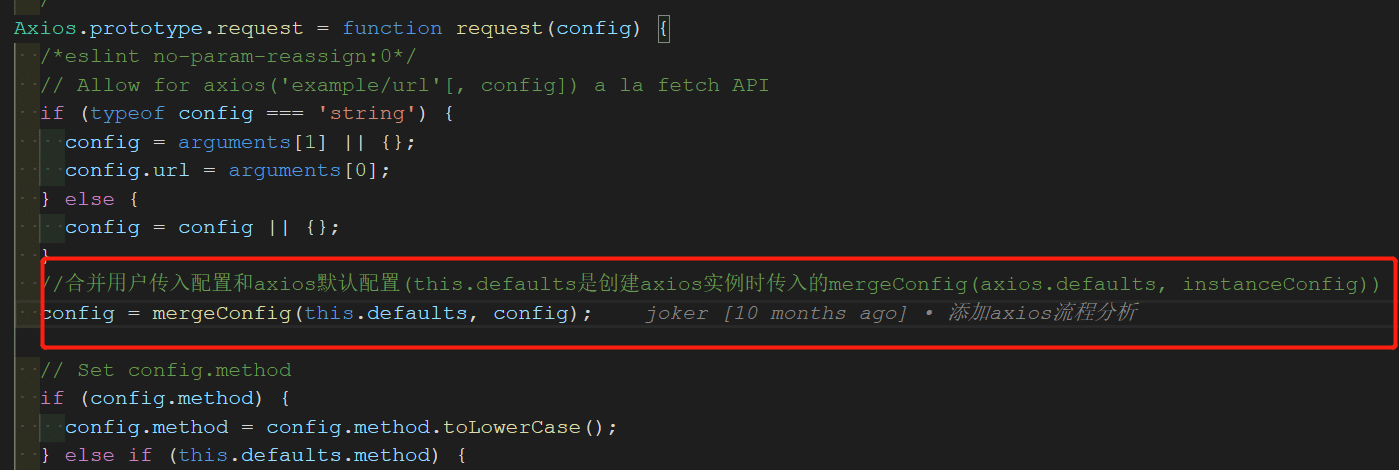 /
Axios.prototype.request = function request(config) {
/*eslint no-param-reassign:0*/
// Allow for axios('example/url'[, config]) a la fetch API
if (typeof config === 'string') {
config = arguments[1] || {};
config.url = arguments[0];
} else {
config = config || {};
}
//合并用户传入配置和axios默认配置(this.defaults是创建axios实例时传入的mergeConfig(axios.defaults, instanceConfig))
config = mergeConfig(this.defaults, config); joker [10 months ago] • 添加axios流程分析
// Set config.method
if (config.method) {
config.method = config.method.toLowerCase();
} else if (this.defaults.method) {